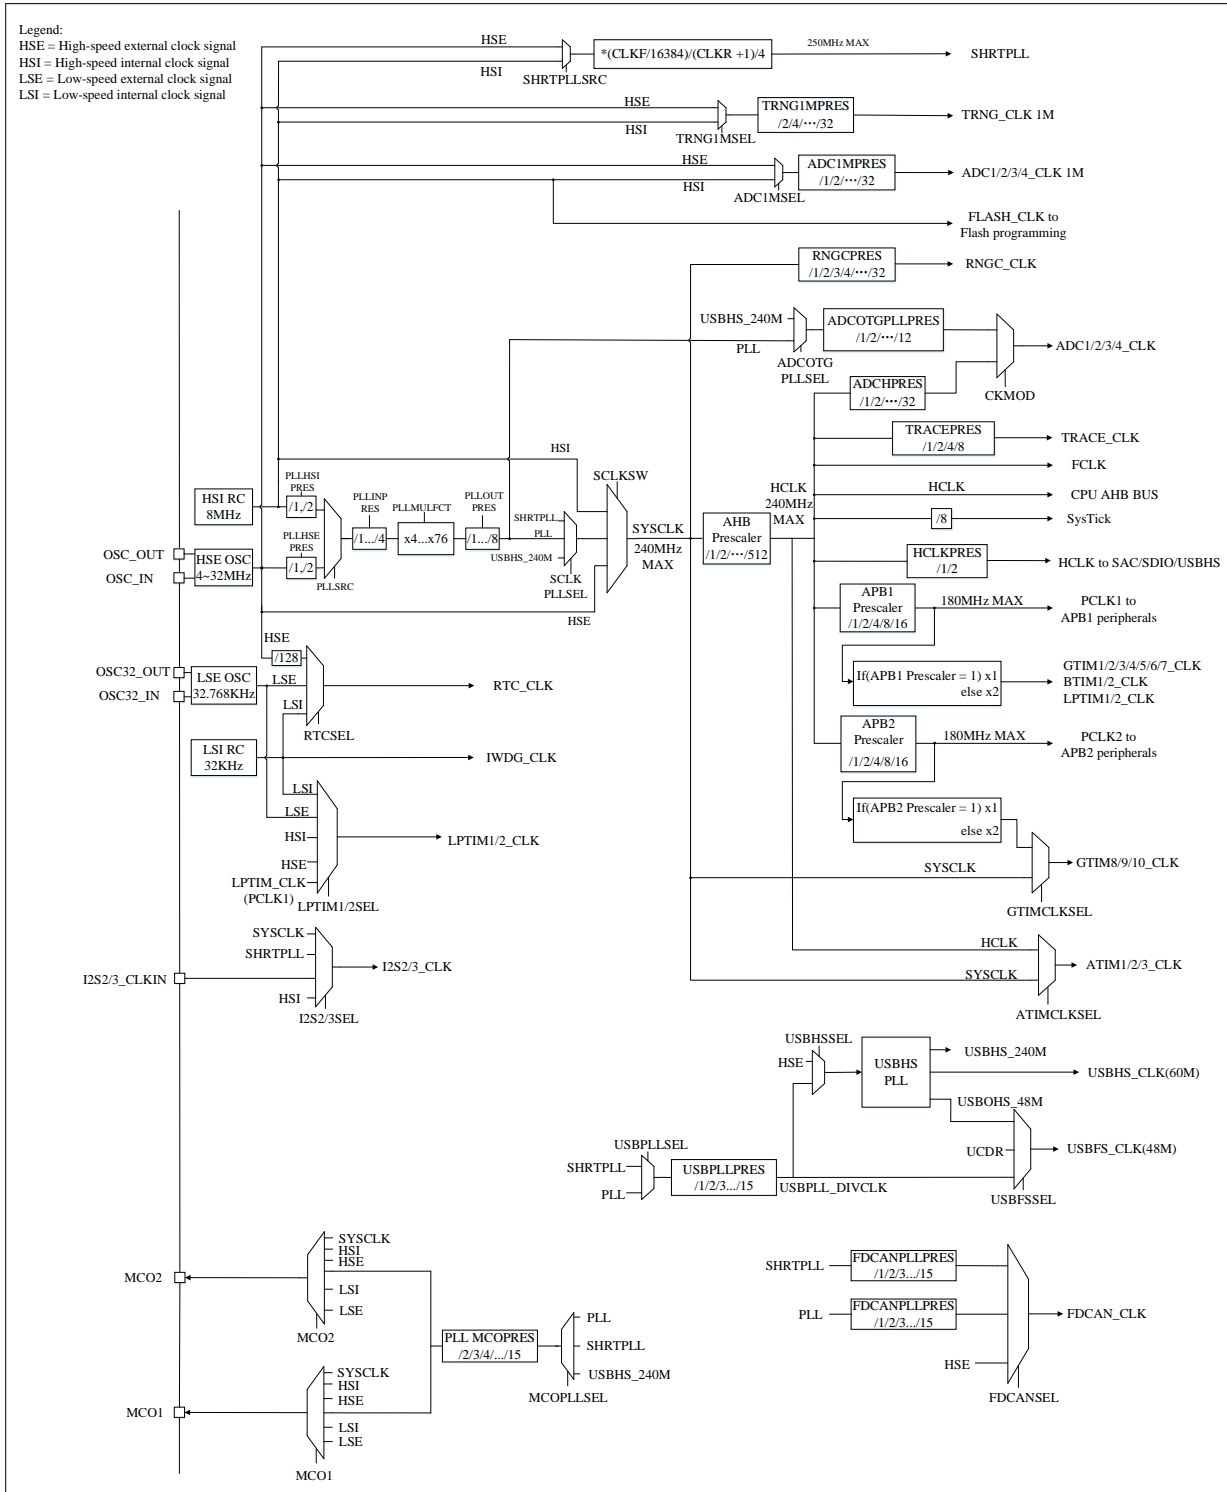 Legend:
HSE = High-speed external clock signal
HSI = High-speed internal clock signal
LSE = Low-speed external clock signal
LSI = Low-speed internal clock signal
HSE
HSI
SHRTPLLSRC
*(CLKF/16384)/(CLKR +1)/4
250MHz MAX
SHRTPLL
HSE
HSI
TRNG1MSEL
TRNG1MPRES
/2/4/···/32
TRNG_CLK 1M
HSE
HSI
ADC1MSEL
ADC1MPRES
/1/2/···/32
ADC1/2/3/4_CLK 1M
FLASH_CLK to
Flash programming
RNGCPRES
/1/2/3/4/···/32
RNGC_CLK
USBHS_240M
PLL
ADCOTG
PLLSEL
ADCOTGPLLPRES
/1/2/···/12
ADC1/2/3/4_CLK
CKMOD
ADCHPRES
/1/2/···/32
TRACEPRES
/1/2/4/8
TRACE_CLK
FCLK
HCLK
CPU AHB BUS
/8
SysTick
HCLKPRES
/1/2
HCLK to SAC/SDIO/USBHS
HSI
SCLKSW
HSI RC
8MHz
PLLHSI
PRES
/1,/2
PLLHSE
PRES
/1,/2
PLLSRC
PLLINP
RES
/1.../4
PLLMULFCT
x4...x76
PLLOUT
PRES
/1.../8
SHRTPLL
PLL
USBHS_240M
SCLK
PLLSEL
HSE
SYSCLK
240MHz
MAX
AHB
Prescaler
/1/2/···/512
HCLK
240MHz
MAX
OSC_OUT
OSC_IN
HSE OSC
4~32MHz
APB1
Prescaler
/1/2/4/8/16
180MHz MAX
PCLK1 to
APB1 peripherals
If(APB1 Prescaler = 1) x1
else x2
GTIM1/2/3/4/5/6/7_CLK
BTIM1/2_CLK
LPTIM1/2_CLK
APB2
Prescaler
/1/2/4/8/16
180MHz MAX
PCLK2 to
APB2 peripherals
If(APB2 Prescaler = 1) x1
else x2
SYSCLK
GTIM8/9/10_CLK
GTIMCLKSEL
HCLK
SYSCLK
ATIM1/2/3_CLK
ATIMCLKSEL
HSE
/128
OSC32_OUT
OSC32_IN
LSE OSC
32.768KHz
LSE
LSI
RTC_CLK
RTCSEL
LSI RC
32KHz
IWDG_CLK
LSI
LSE
HSI
HSE
LPTIM_CLK
(PCLK1)
LPTIM1/2_CLK
LPTIM1/2SEL
SYSCLK
SHRTPLL
I2S2/3_CLKIN
HSI
I2S2/3_CLK
I2S2/3SEL
USBHSSEL
HSE
USBHS
PLL
USBHS_240M
USBHS_CLK(60M)
USBOHS_48M
UCDR
USBFS_CLK(48M)
USBFSSEL
USBPLLSEL
SHRTPLL
PLL
USBPLLPRES
/1/2/3.../15
USBPLL_DIVCLK
MCO2
SYSCLK
HSI
HSE
LSI
LSE
MCO2
PLL MCOPRES
/2/3/4/.../15
PLL
SHRTPLL
USBHS_240M
MCOPLLSEL
MCO1
SYSCLK
HSI
HSE
LSI
LSE
MCO1
SHRTPLL
FDCANPLLPRES
/1/2/3.../15
PLL
FDCANPLLPRES
/1/2/3.../15
HSE
FDCAN_CLK
FDCANSEL